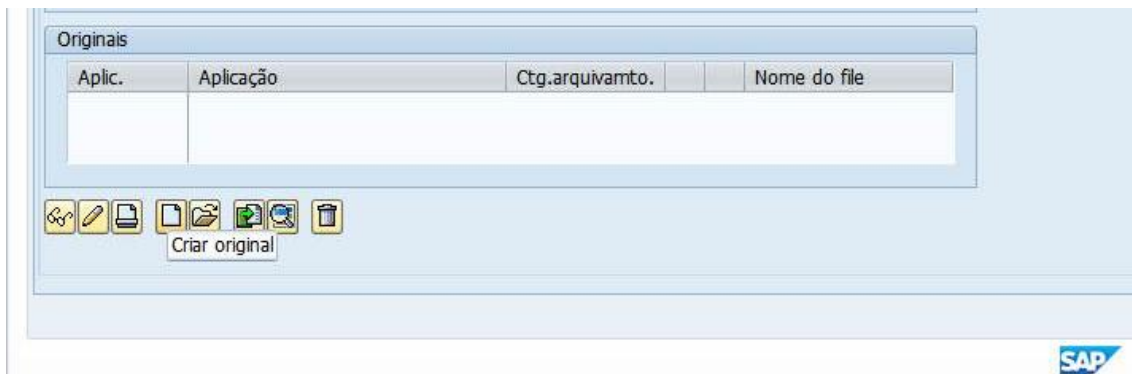 Originais
Aplic. Aplicação Ctg.arquivamto. Nome do file
Criar original
SAP